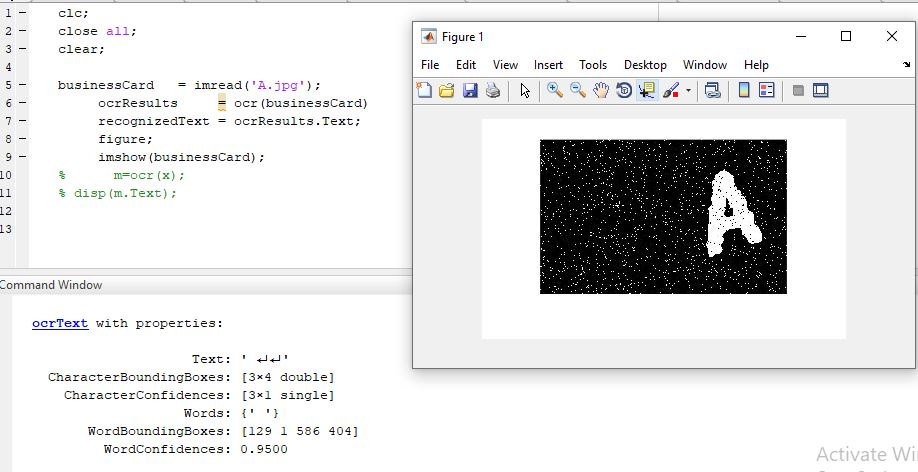 1 clc;
2 close all;
3 clear;
4
5 businessCard = imread('A.jpg');
6 ocrResults = ocr(businessCard)
7 recognizedText = ocrResults.Text;
8 figure;
9 imshow(businessCard);
10 % m=ocr(x);
11 % disp(m.Text);
12
13
Figure 1
File Edit View Insert Tools Desktop Window Help
A
Command Window
ocrText with properties:
Text: ' ↵↵'
CharacterBoundingBoxes: [3×4 double]
CharacterConfidences: [3×1 single]
Words: {' '}
WordBoundingBoxes: [129 1 586 404]
WordConfidences: 0.9500
Activate Wi